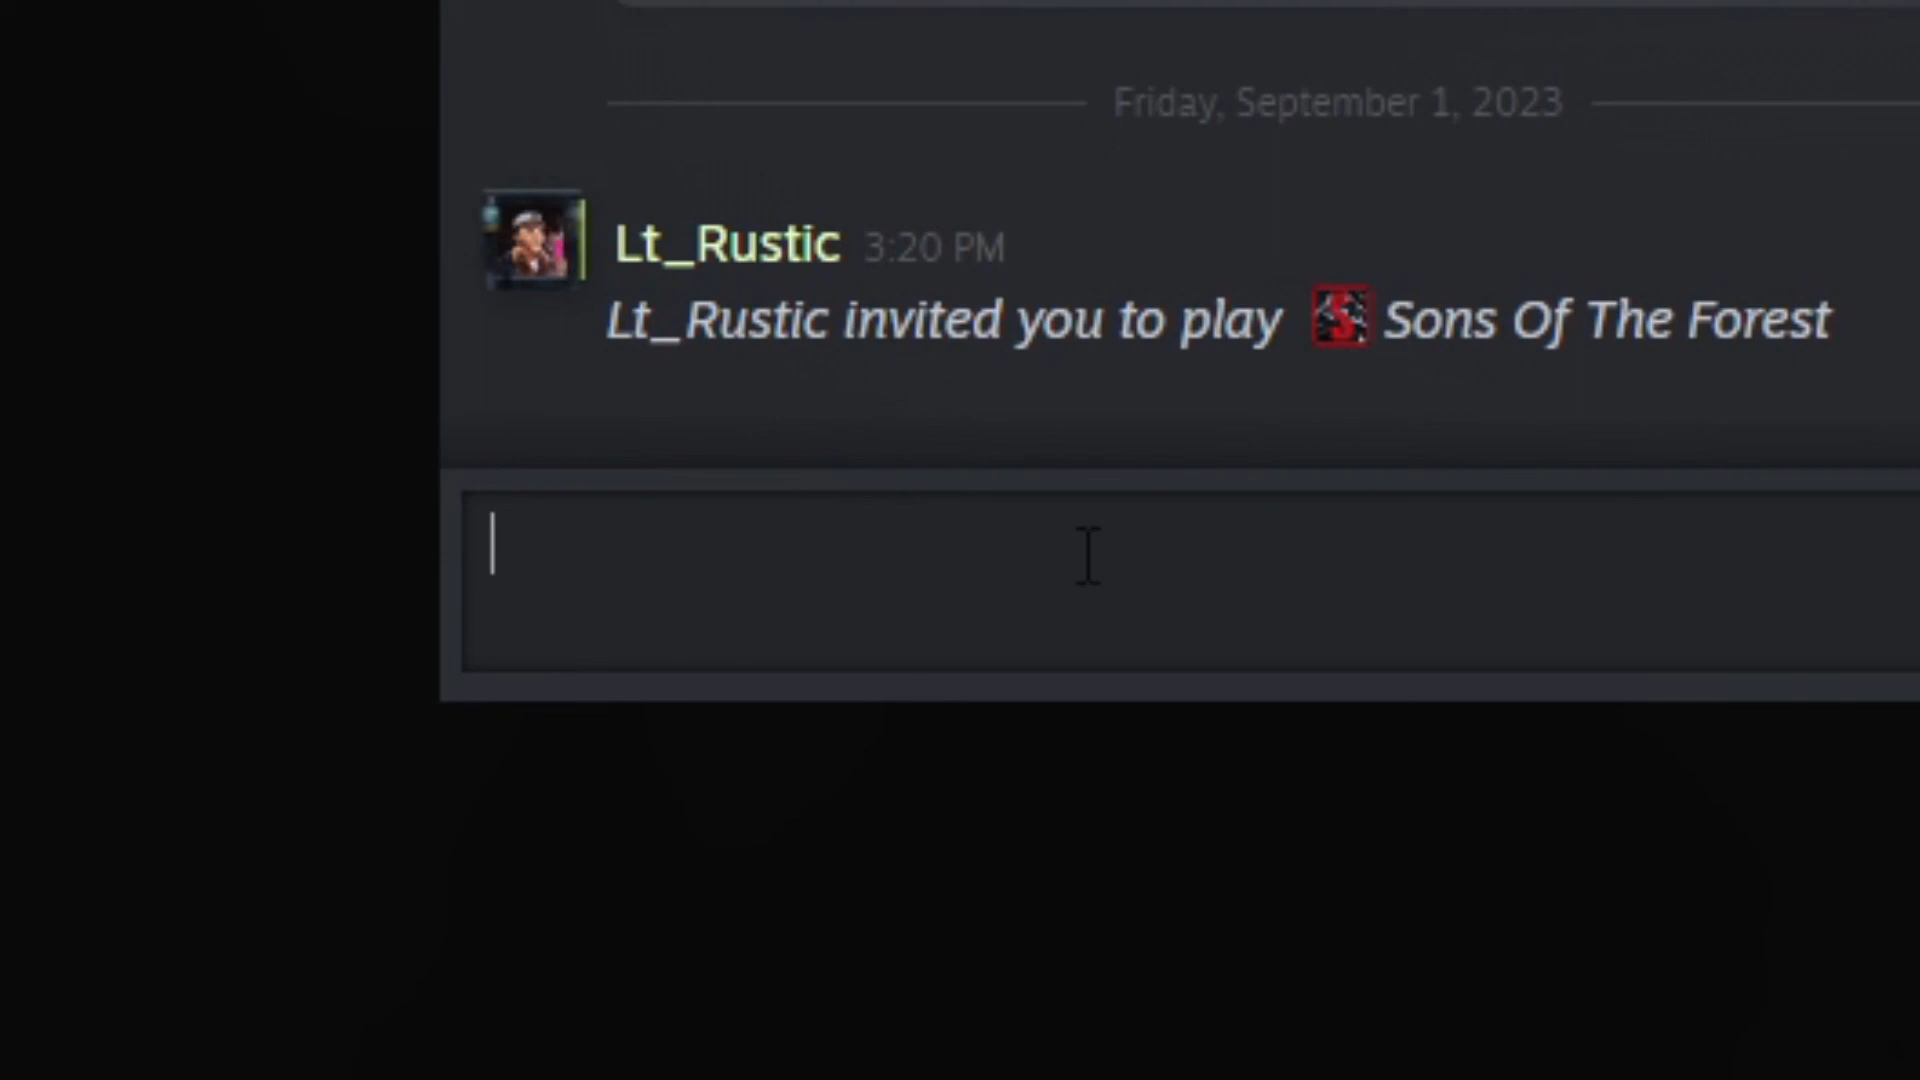 Friday, September 1, 2023
Lt_Rustic 3:20 PM
Lt_Rustic invited you to play Sons Of The Forest